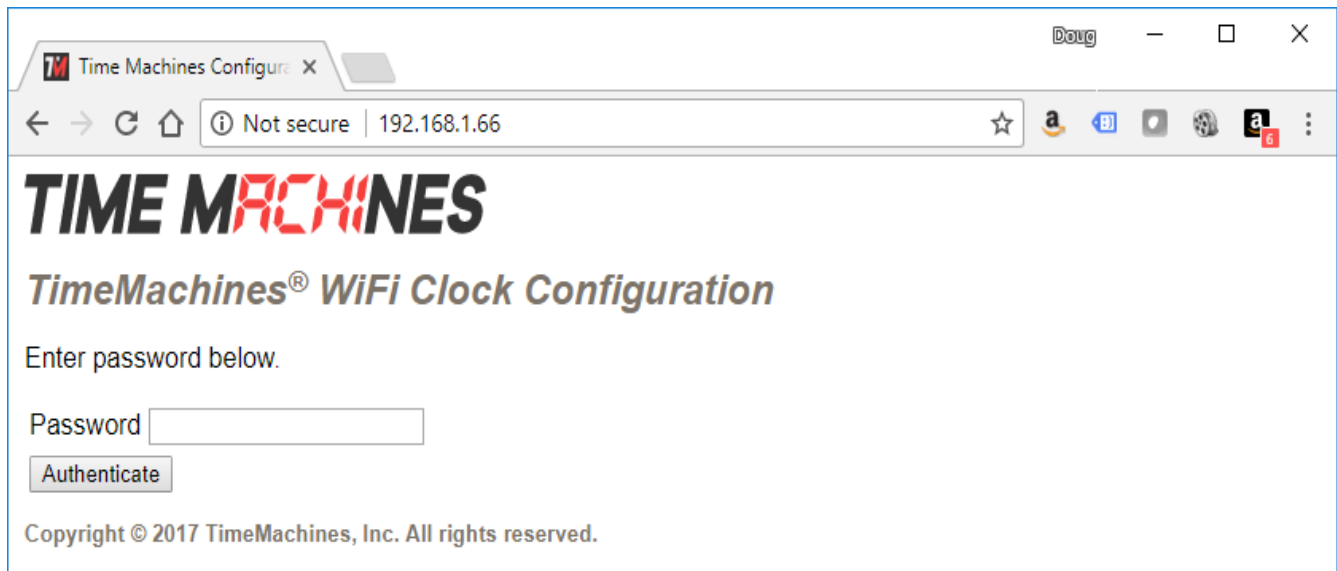 Doug
Time Machines Configura
Not secure | 192.168.1.66
6
TIME MACHINES
TimeMachines® WiFi Clock Configuration
Enter password below.
Password
Authenticate
Copyright © 2017 TimeMachines, Inc. All rights reserved.